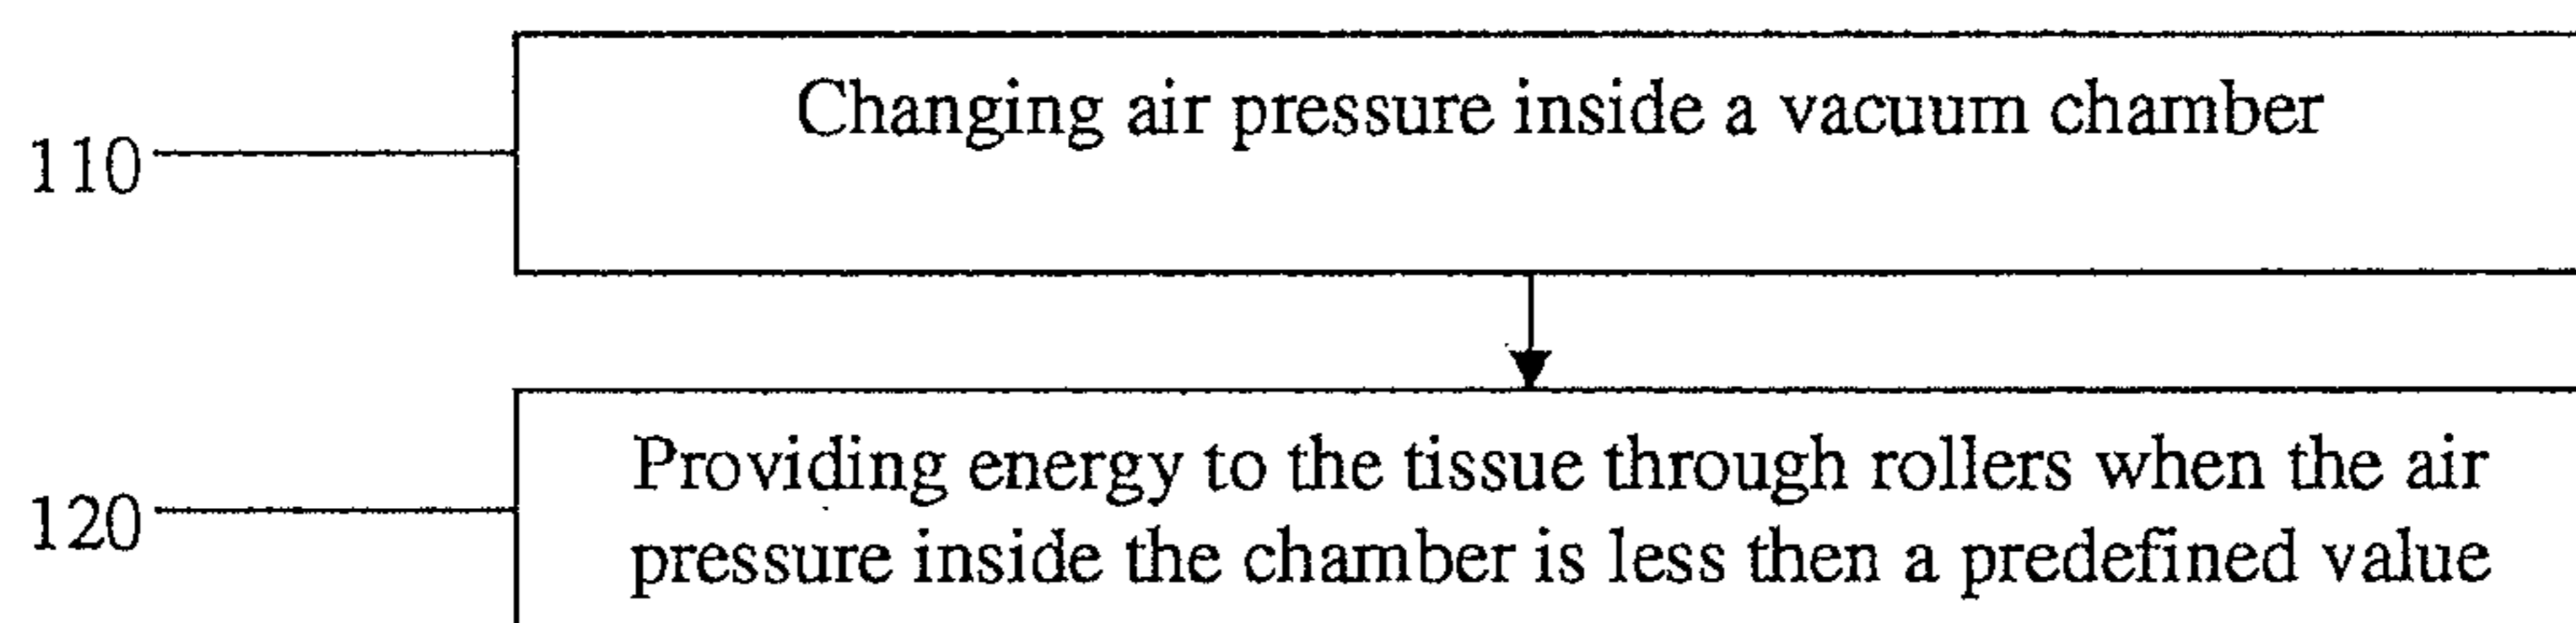 Changing air pressure inside a vacuum chamber
110
Providing energy to the tissue through rollers when the air
120
pressure inside the chamber is less then a predefined value